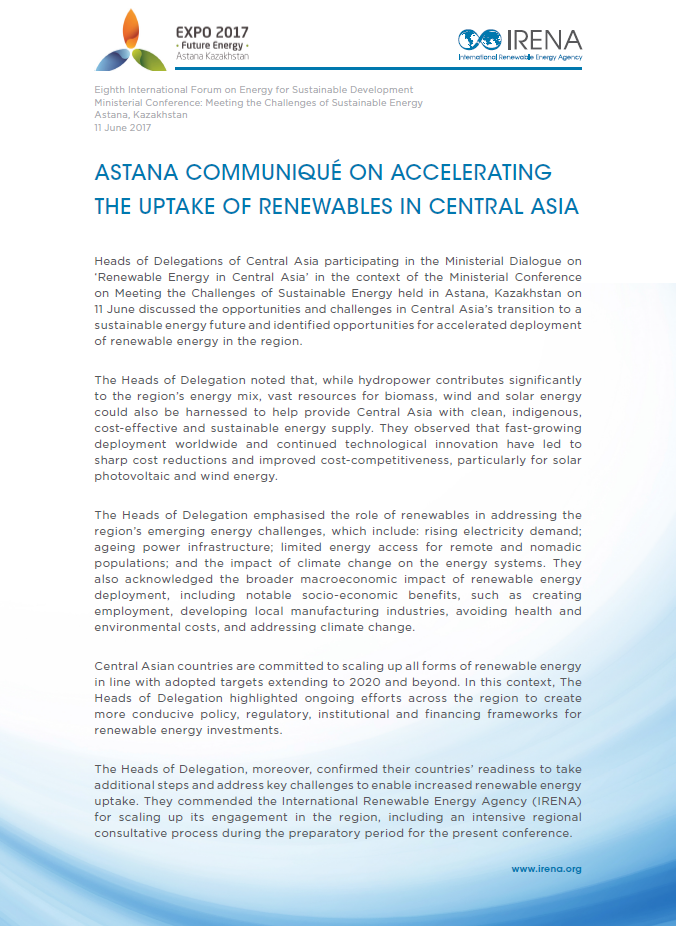 EXPO 2017
- Future Energy -
Astana Kazakhstan
IRENA
International Renewable Energy Agency
Eighth International Forum on Energy for Sustainable Development
Ministerial Conference: Meeting the Challenges of Sustainable Energy
Astana, Kazakhstan
11 June 2017
ASTANA COMMUNIQUÉ ON ACCELERATING
THE UPTAKE OF RENEWABLES IN CENTRAL ASIA
Heads of Delegations of Central Asia participating in the Ministerial Dialogue on
‘Renewable Energy in Central Asia’ in the context of the Ministerial Conference
on Meeting the Challenges of Sustainable Energy held in Astana, Kazakhstan on
11 June discussed the opportunities and challenges in Central Asia’s transition to a
sustainable energy future and identified opportunities for accelerated deployment
of renewable energy in the region.
The Heads of Delegation noted that, while hydropower contributes significantly
to the region’s energy mix, vast resources for biomass, wind and solar energy
could also be harnessed to help provide Central Asia with clean, indigenous,
cost-effective and sustainable energy supply. They observed that fast-growing
deployment worldwide and continued technological innovation have led to
sharp cost reductions and improved cost-competitiveness, particularly for solar
photovoltaic and wind energy.
The Heads of Delegation emphasised the role of renewables in addressing the
region’s emerging energy challenges, which include: rising electricity demand;
ageing power infrastructure; limited energy access for remote and nomadic
populations; and the impact of climate change on the energy systems. They
also acknowledged the broader macroeconomic impact of renewable energy
deployment, including notable socio-economic benefits, such as creating
employment, developing local manufacturing industries, avoiding health and
environmental costs, and addressing climate change.
Central Asian countries are committed to scaling up all forms of renewable energy
in line with adopted targets extending to 2020 and beyond. In this context, The
Heads of Delegation highlighted ongoing efforts across the region to create
more conducive policy, regulatory, institutional and financing frameworks for
renewable energy investments.
The Heads of Delegation, moreover, confirmed their countries’ readiness to take
additional steps and address key challenges to enable increased renewable energy
uptake. They commended the International Renewable Energy Agency (IRENA)
for scaling up its engagement in the region, including an intensive regional
consultative process during the preparatory period for the present conference.
www.irena.org